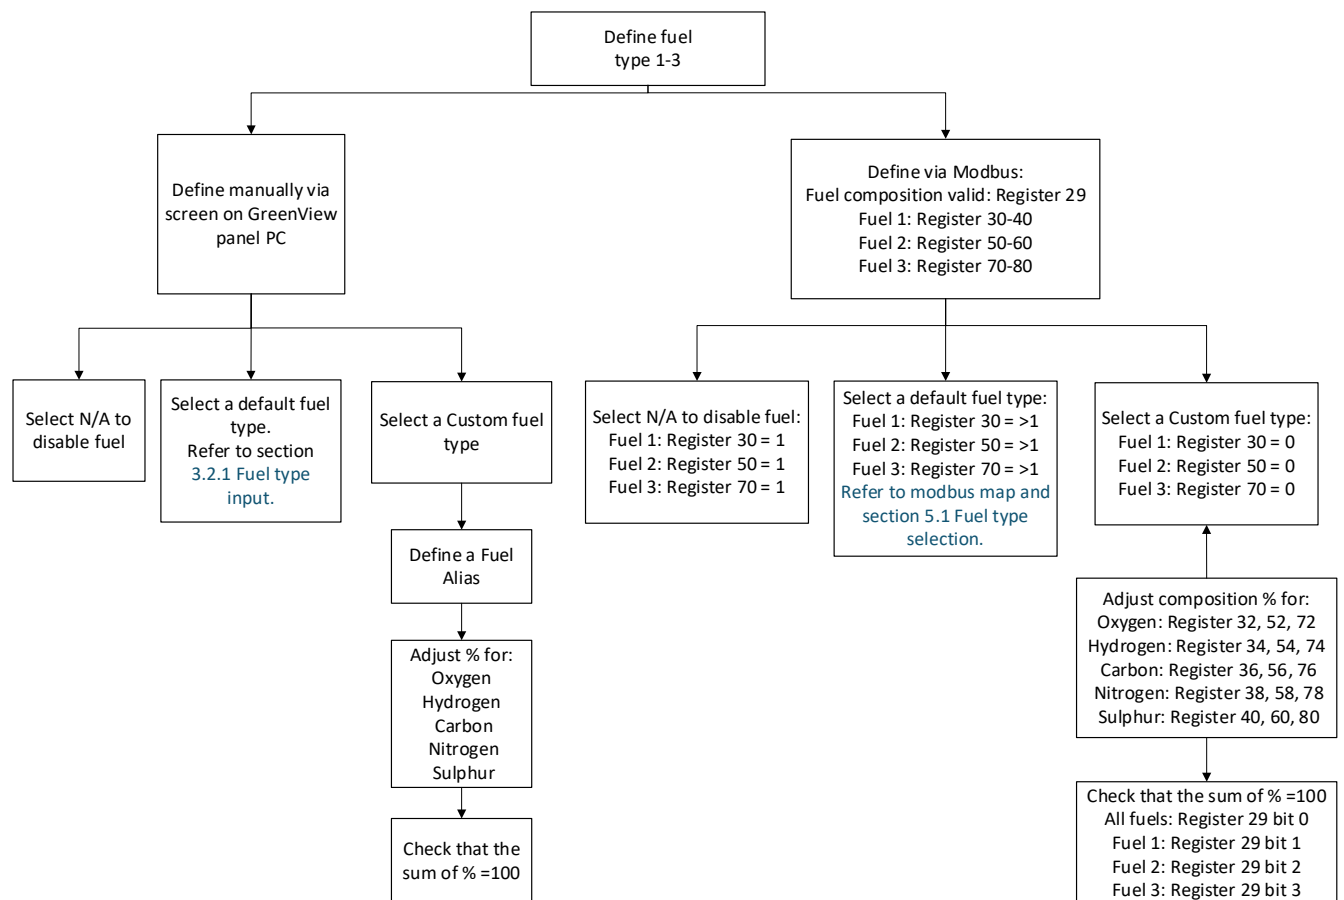 Define fuel
type 1-3
Define manually via
screen on GreenView
panel PC
Define via Modbus:
Fuel composition valid: Register 29
Fuel 1: Register 30-40
Fuel 2: Register 50-60
Fuel 3: Register 70-80
Select N/A to
disable fuel
Select a default fuel
type.
Refer to section
3.2.1 Fuel type
input.
Select a Custom fuel
type
Define a Fuel
Alias
Adjust % for:
Oxygen
Hydrogen
Carbon
Nitrogen
Sulphur
Check that the
sum of % =100
Select N/A to disable fuel:
Fuel 1: Register 30 = 1
Fuel 2: Register 50 = 1
Fuel 3: Register 70 = 1
Select a default fuel type:
Fuel 1: Register 30 = >1
Fuel 2: Register 50 = >1
Fuel 3: Register 70 = >1
Refer to modbus map and
section 5.1 Fuel type
selection.
Select a Custom fuel type:
Fuel 1: Register 30 = 0
Fuel 2: Register 50 = 0
Fuel 3: Register 70 = 0
Adjust composition % for:
Oxygen: Register 32, 52, 72
Hydrogen: Register 34, 54, 74
Carbon: Register 36, 56, 76
Nitrogen: Register 38, 58, 78
Sulphur: Register 40, 60, 80
Check that the sum of % =100
All fuels: Register 29 bit 0
Fuel 1: Register 29 bit 1
Fuel 2: Register 29 bit 2
Fuel 3: Register 29 bit 3